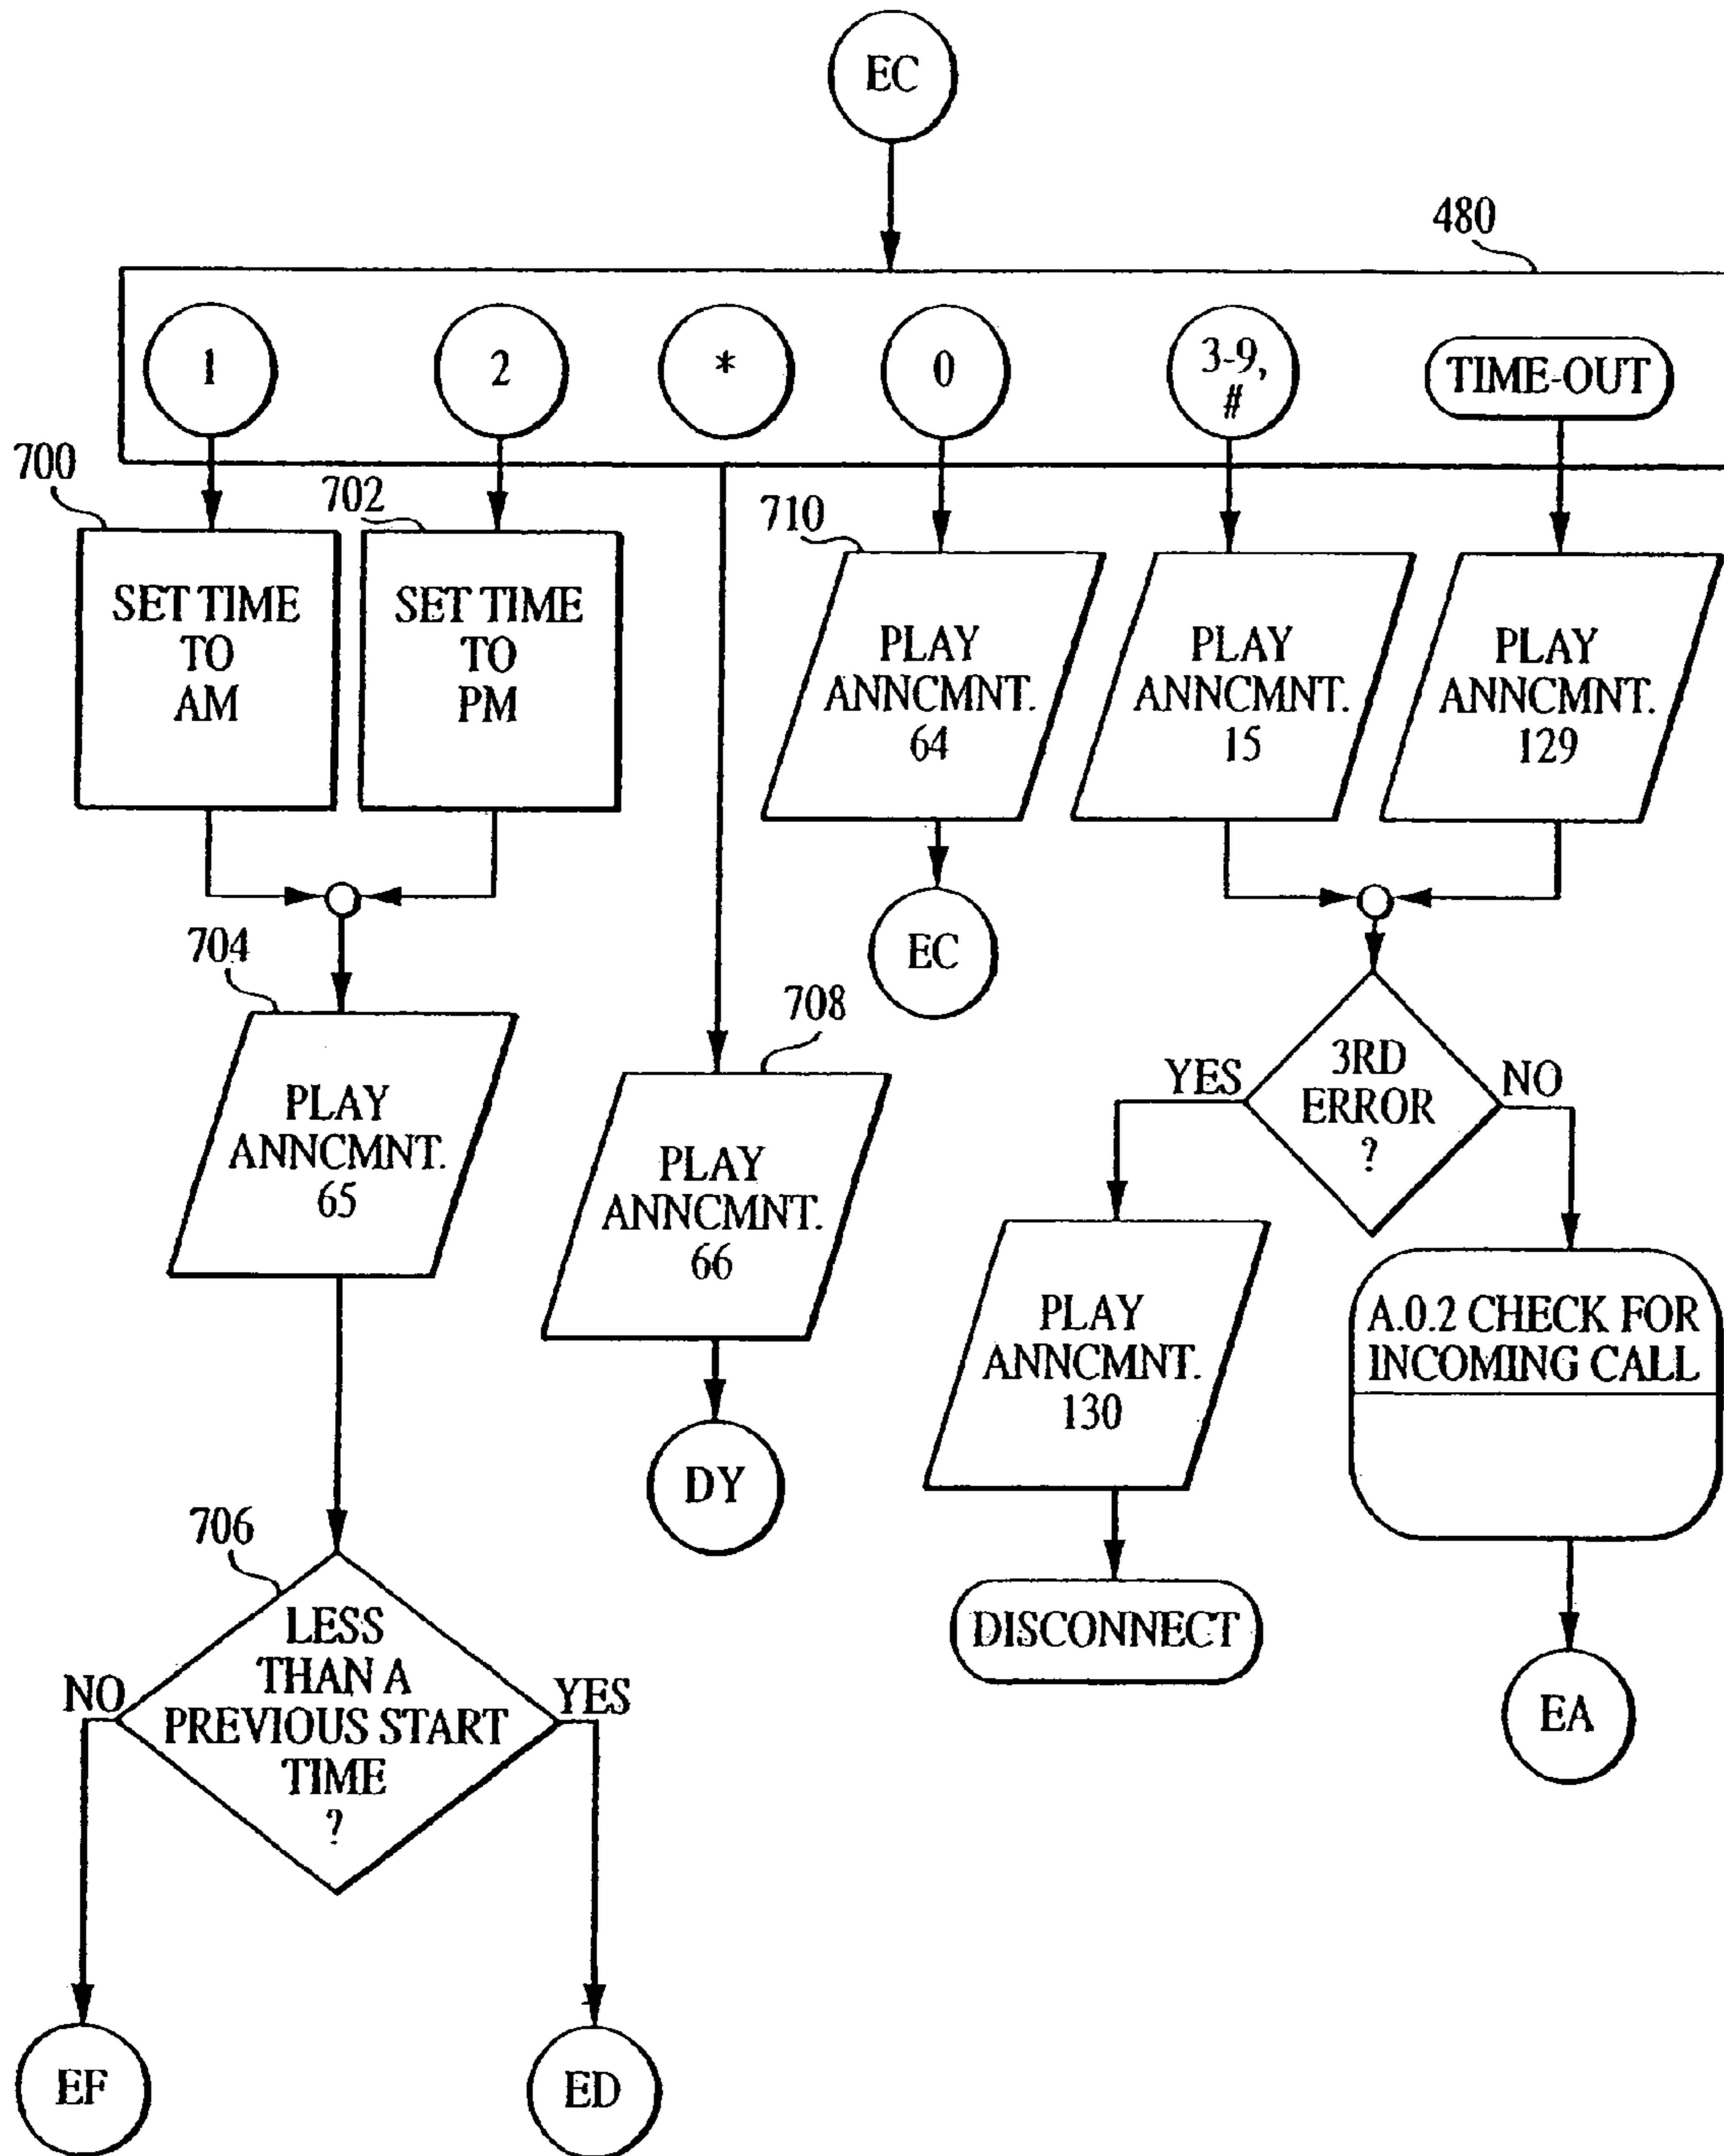 EC
480
1
2
*
0
3-9,
#
TIME-OUT
700
702
710
SET TIME
TO
AM
SET TIME
TO
PM
PLAY
ANNCMNT.
64
PLAY
ANNCMNT.
15
PLAY
ANNCMNT.
129
EC
704
708
PLAY
ANNCMNT.
65
PLAY
ANNCMNT.
66
YES
3RD
ERROR
?
NO
PLAY
ANNCMNT.
130
A.0.2 CHECK FOR
INCOMING CALL
DY
DISCONNECT
EA
706
NO
LESS
THAN A
PREVIOUS START
TIME
?
YES
EF
ED